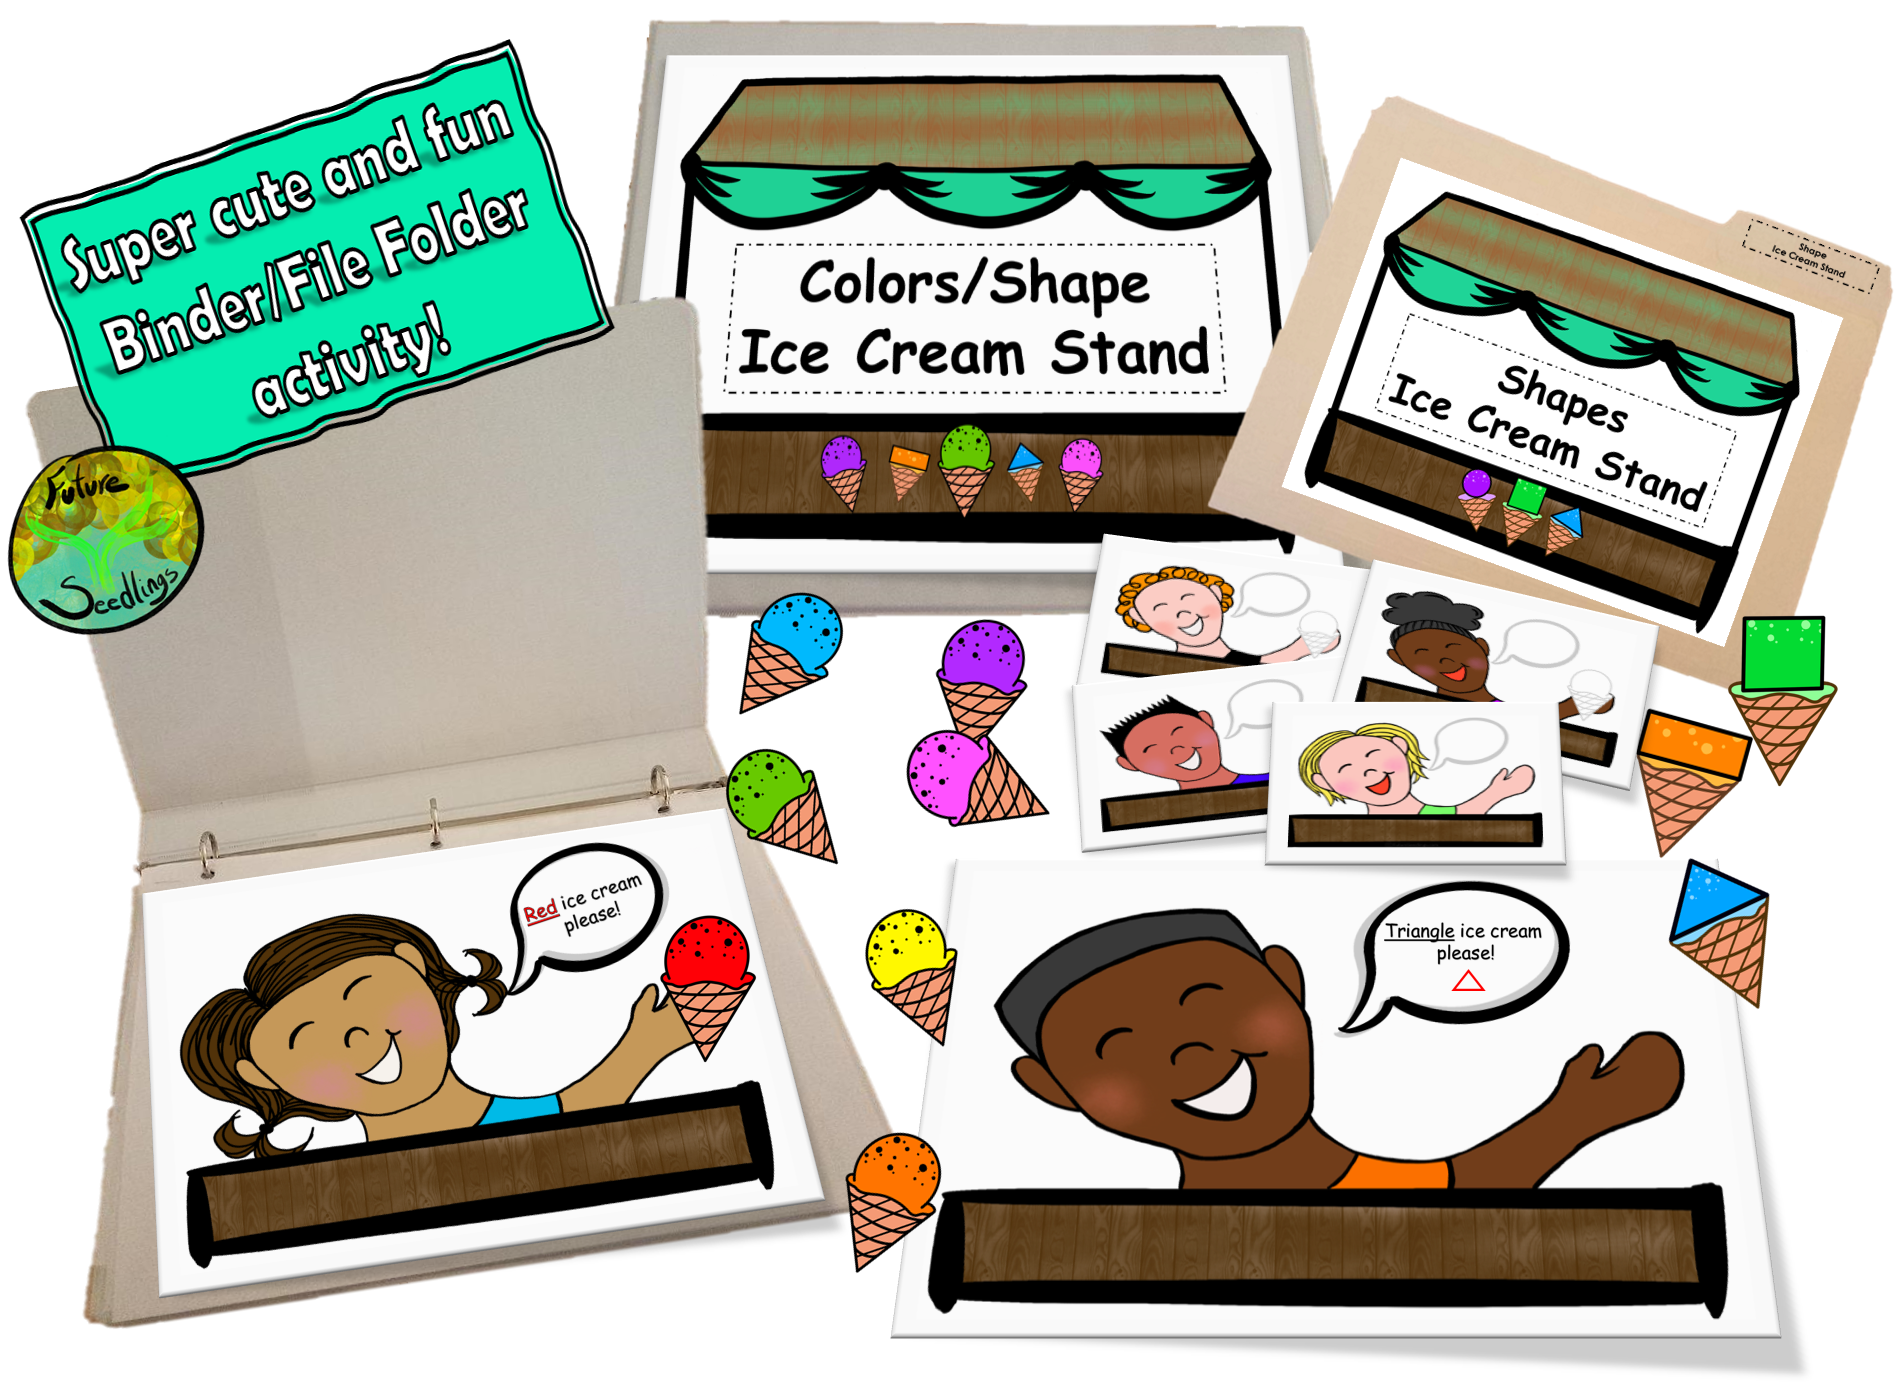 Super cute and fun
Binder/File Folder
activity!
Future
Seedlings
Colors/Shape
Ice Cream Stand
Shape
Ice Cream Stand
Shapes
Ice Cream Stand
Red ice cream
please!
Triangle ice cream
please!